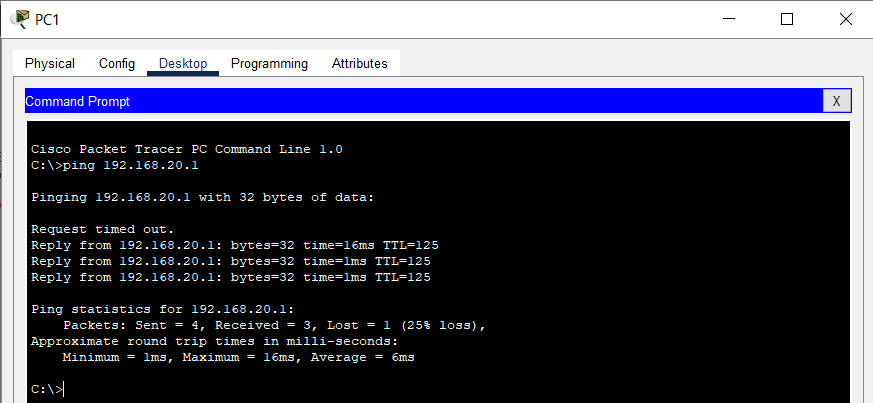 PC1
Physical Config Desktop Programming Attributes
Command Prompt X
Cisco Packet Tracer PC Command Line 1.0
C:\>ping 192.168.20.1
Pinging 192.168.20.1 with 32 bytes of data:
Request timed out.
Reply from 192.168.20.1: bytes=32 time=16ms TTL=125
Reply from 192.168.20.1: bytes=32 time=1ms TTL=125
Reply from 192.168.20.1: bytes=32 time=1ms TTL=125
Ping statistics for 192.168.20.1:
Packets: Sent = 4, Received = 3, Lost = 1 (25% loss),
Approximate round trip times in milli-seconds:
Minimum = 1ms, Maximum = 16ms, Average = 6ms
C:\>